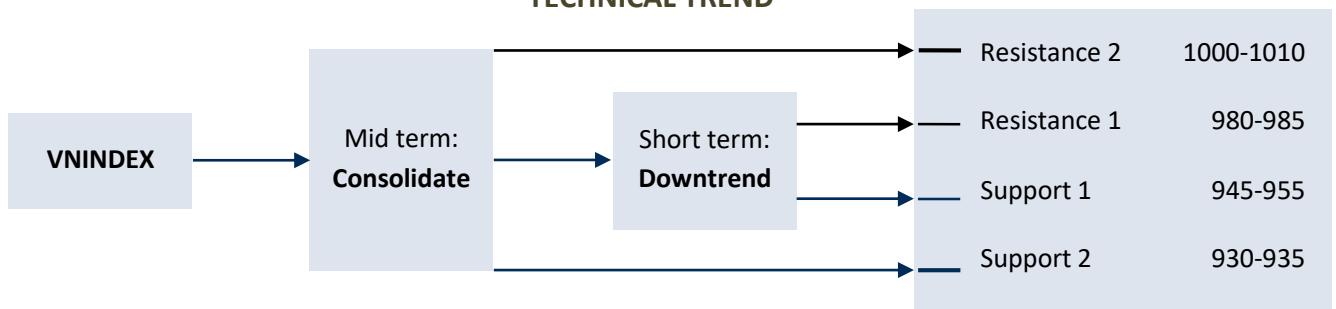 TECHNICAL TREND
VNINDEX
Mid term:
Consolidate
Short term:
Downtrend
Resistance 2 1000-1010
Resistance 1 980-985
Support 1 945-955
Support 2 930-935